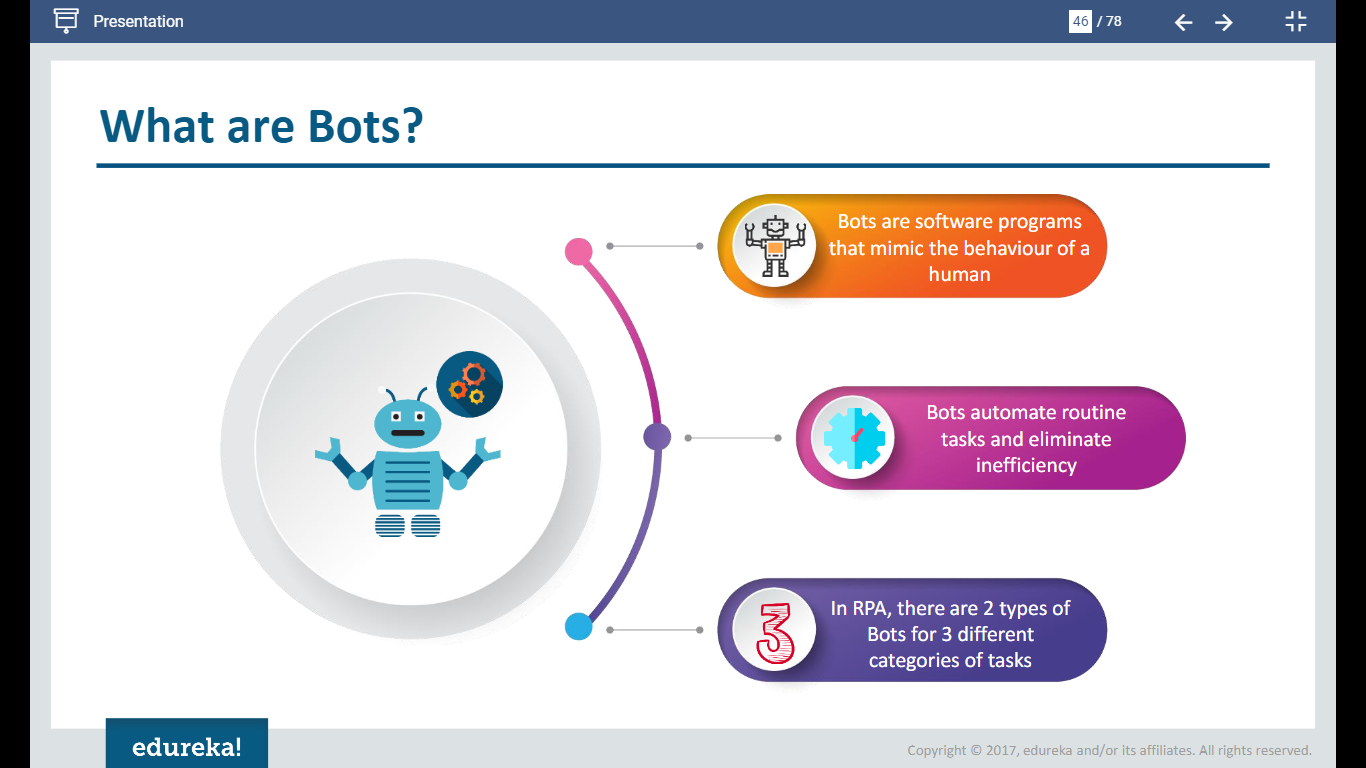 Presentation
46 / 78
What are Bots?
Bots are software programs
that mimic the behaviour of a
human
Bots automate routine
tasks and eliminate
inefficiency
3
In RPA, there are 2 types of
Bots for 3 different
categories of tasks
edureka!
Copyright © 2017, edureka and/or its affiliates. All rights reserved.